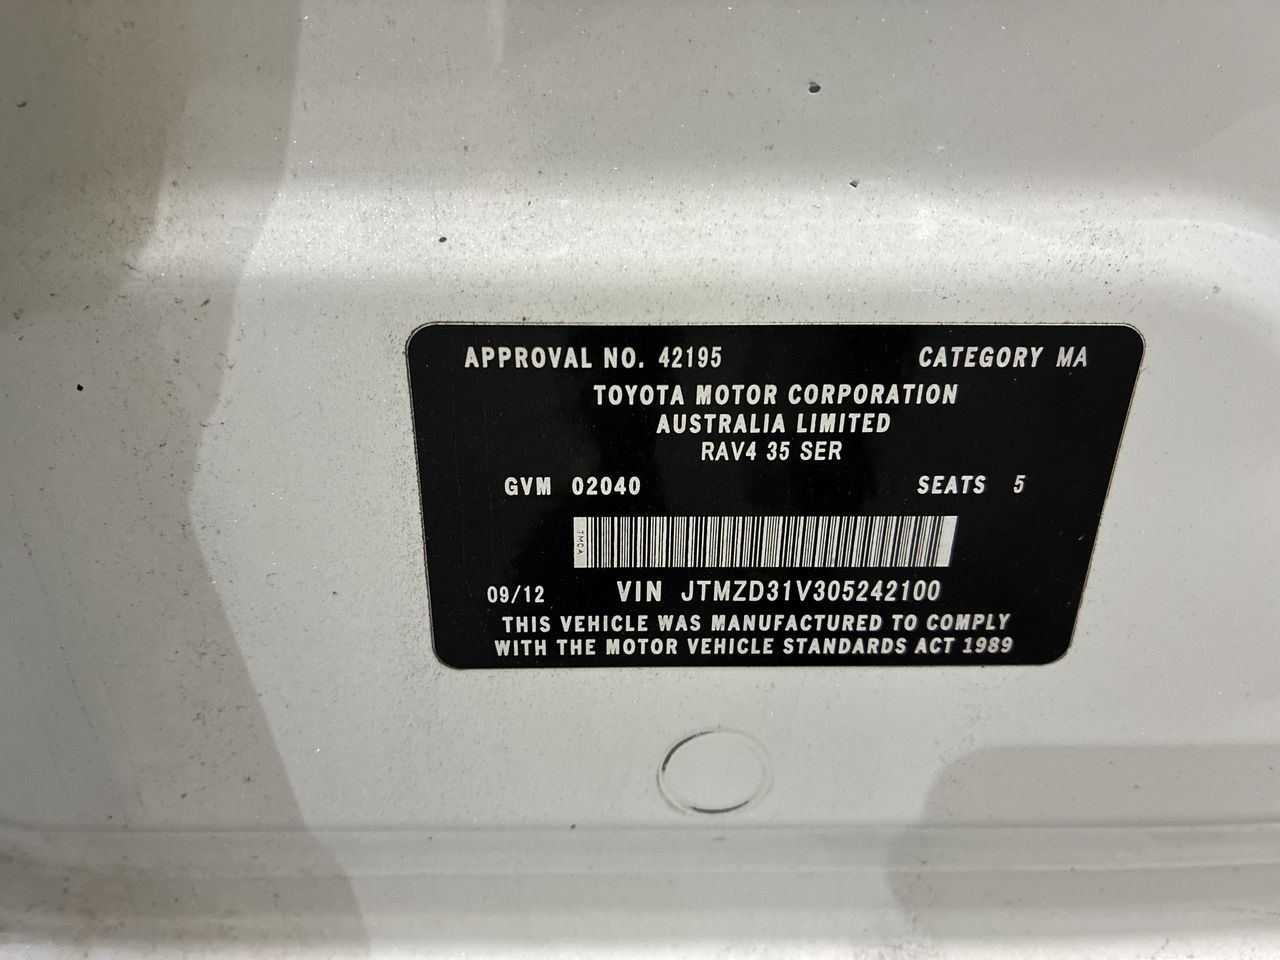 APPROVAL NO. 42195 CATEGORY MA
TOYOTA MOTOR CORPORATION
AUSTRALIA LIMITED
RAV4 35 SER
GVM 02040 SEATS 5
TMCA
09/12 VIN JTMZD31V305242100
THIS VEHICLE WAS MANUFACTURED TO COMPLY
WITH THE MOTOR VEHICLE STANDARDS ACT 1989